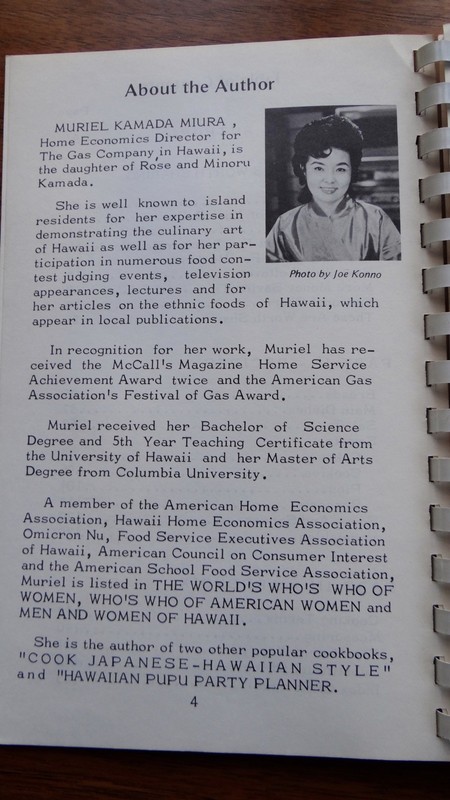 About the Author
MURIEL KAMADA MIURA ,
Home Economics Director for
The Gas Company, in Hawaii, is
the daughter of Rose and Minoru
Kamada.
She is well known to island
residents for her expertise in
demonstrating the culinary art
of Hawaii as well as for her par-
ticipation in numerous food con-
test judging events, television
appearances, lectures and for
her articles on the ethnic foods of Hawaii, which
appear in local publications.
Photo by Joe Konno
In recognition for her work, Muriel has re-
ceived the McCall's Magazine Home Service
Achievement Award twice and the American Gas
Association's Festival of Gas Award.
Muriel received her Bachelor of Science
Degree and 5th Year Teaching Certificate from
the University of Hawaii and her Master of Arts
Degree from Columbia University.
A member of the American Home Economics
Association, Hawaii Home Economics Association,
Omicron Nu, Food Service Executives Association
of Hawaii, American Council on Consumer Interest
and the American School Food Service Association,
Muriel is listed in THE WORLD'S WHO'S WHO OF
WOMEN, WHO'S WHO OF AMERICAN WOMEN and
MEN AND WOMEN OF HAWAII.
She is the author of two other popular cookbooks,
"COOK JAPANESE-HAWAIIAN STYLE"
and "HAWAIIAN PUPU PARTY PLANNER.
4